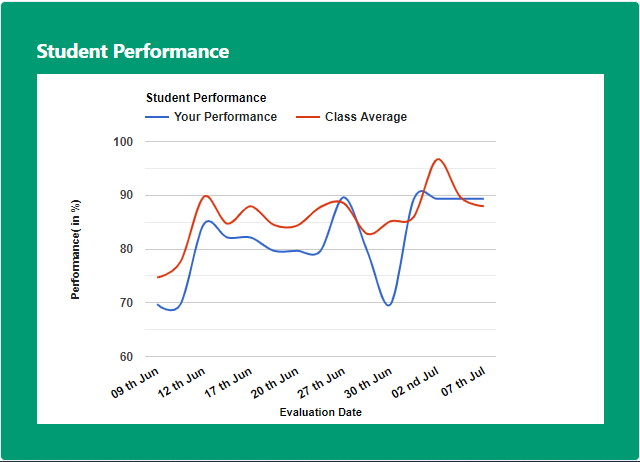 Student Performance
Student Performance
Your Performance Class Average
100
90
80
70
60
Performance( in %)
09 th Jun 12 th Jun 17 th Jun 20 th Jun 27 th Jun 30 th Jun 02 nd Jul 07 th Jul
Evaluation Date